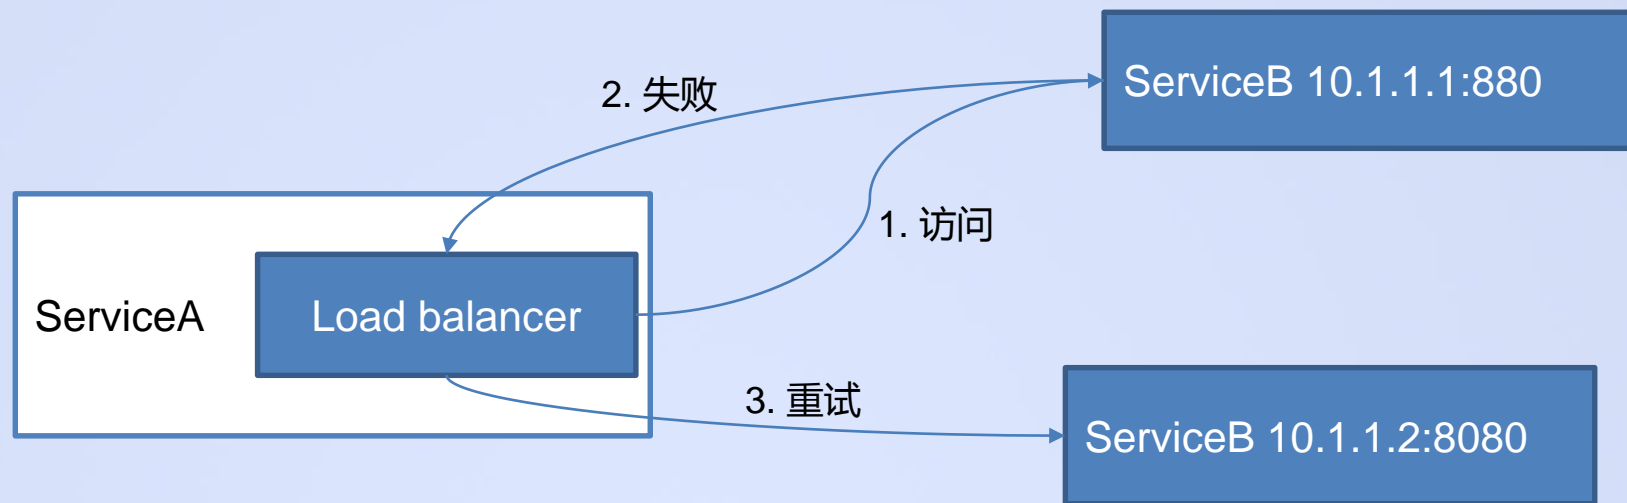 ServiceB 10.1.1.1:880
2. 失败
1. 访问
ServiceA
Load balancer
3. 重试
ServiceB 10.1.1.2:8080